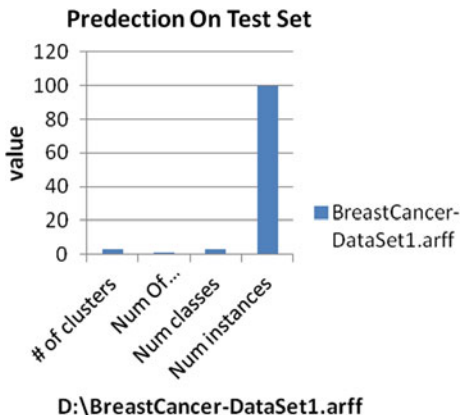 Predection On Test Set
120
100
80
60
40
20
0
value
# of clusters
Num Of...
Num classes
Num instances
BreastCancer-
DataSet1.arff
D:\BreastCancer-DataSet1.arff